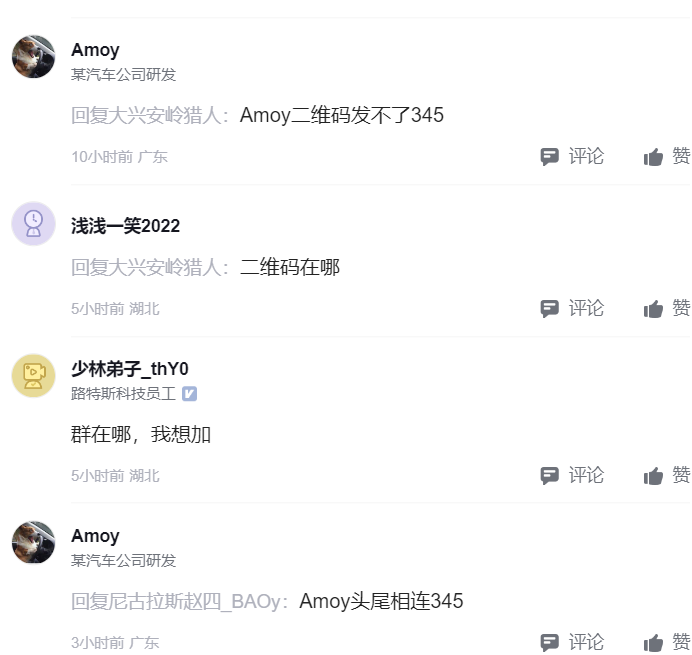 Amoy
某汽车公司研发
回复大兴安岭猎人：Amoy二维码发不了345
10小时前 广东 评论 赞
浅浅一笑2022
回复大兴安岭猎人：二维码在哪
5小时前 湖北 评论 赞
少林弟子_thY0
路特斯科技员工
群在哪，我想加
5小时前 湖北 评论 赞
Amoy
某汽车公司研发
回复尼古拉斯赵四_BAOy：Amoy头尾相连345
3小时前 广东 评论 赞